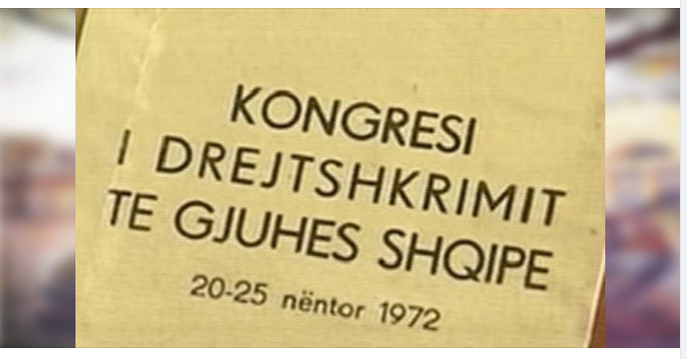 KONGRESI
I DREJTSHKRIMIT
TE GJUHES SHQIPE
20-25 nëntor 1972